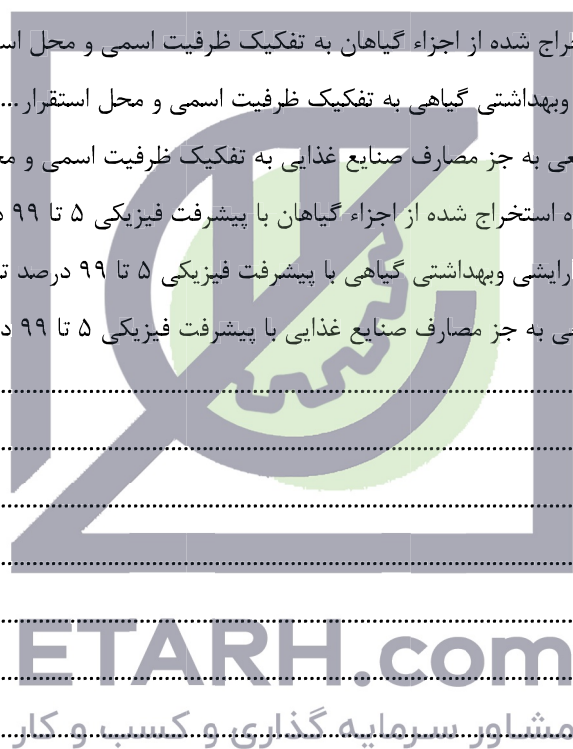 خراج شده از اجزاء گیاهان به تفکیک ظرفیت اسمی و محل اس
وبهداشتی گیاهی به تفکیک ظرفیت اسمی و محل استقرار...
عی به جز مصارف صنایع غذایی به تفکیک ظرفیت اسمی و مح
ه استخراج شده از اجزاء گیاهان با پیشرفت فیزیکی ۵ تا ۹۹ د
رایشی وبهداشتی گیاهی با پیشرفت فیزیکی ۵ تا ۹۹ درصد ت
عی به جز مصارف صنایع غذایی با پیشرفت فیزیکی ۵ تا ۹۹ د
ETARH.com
مشاور سرمایه گذاری و کسب و کار